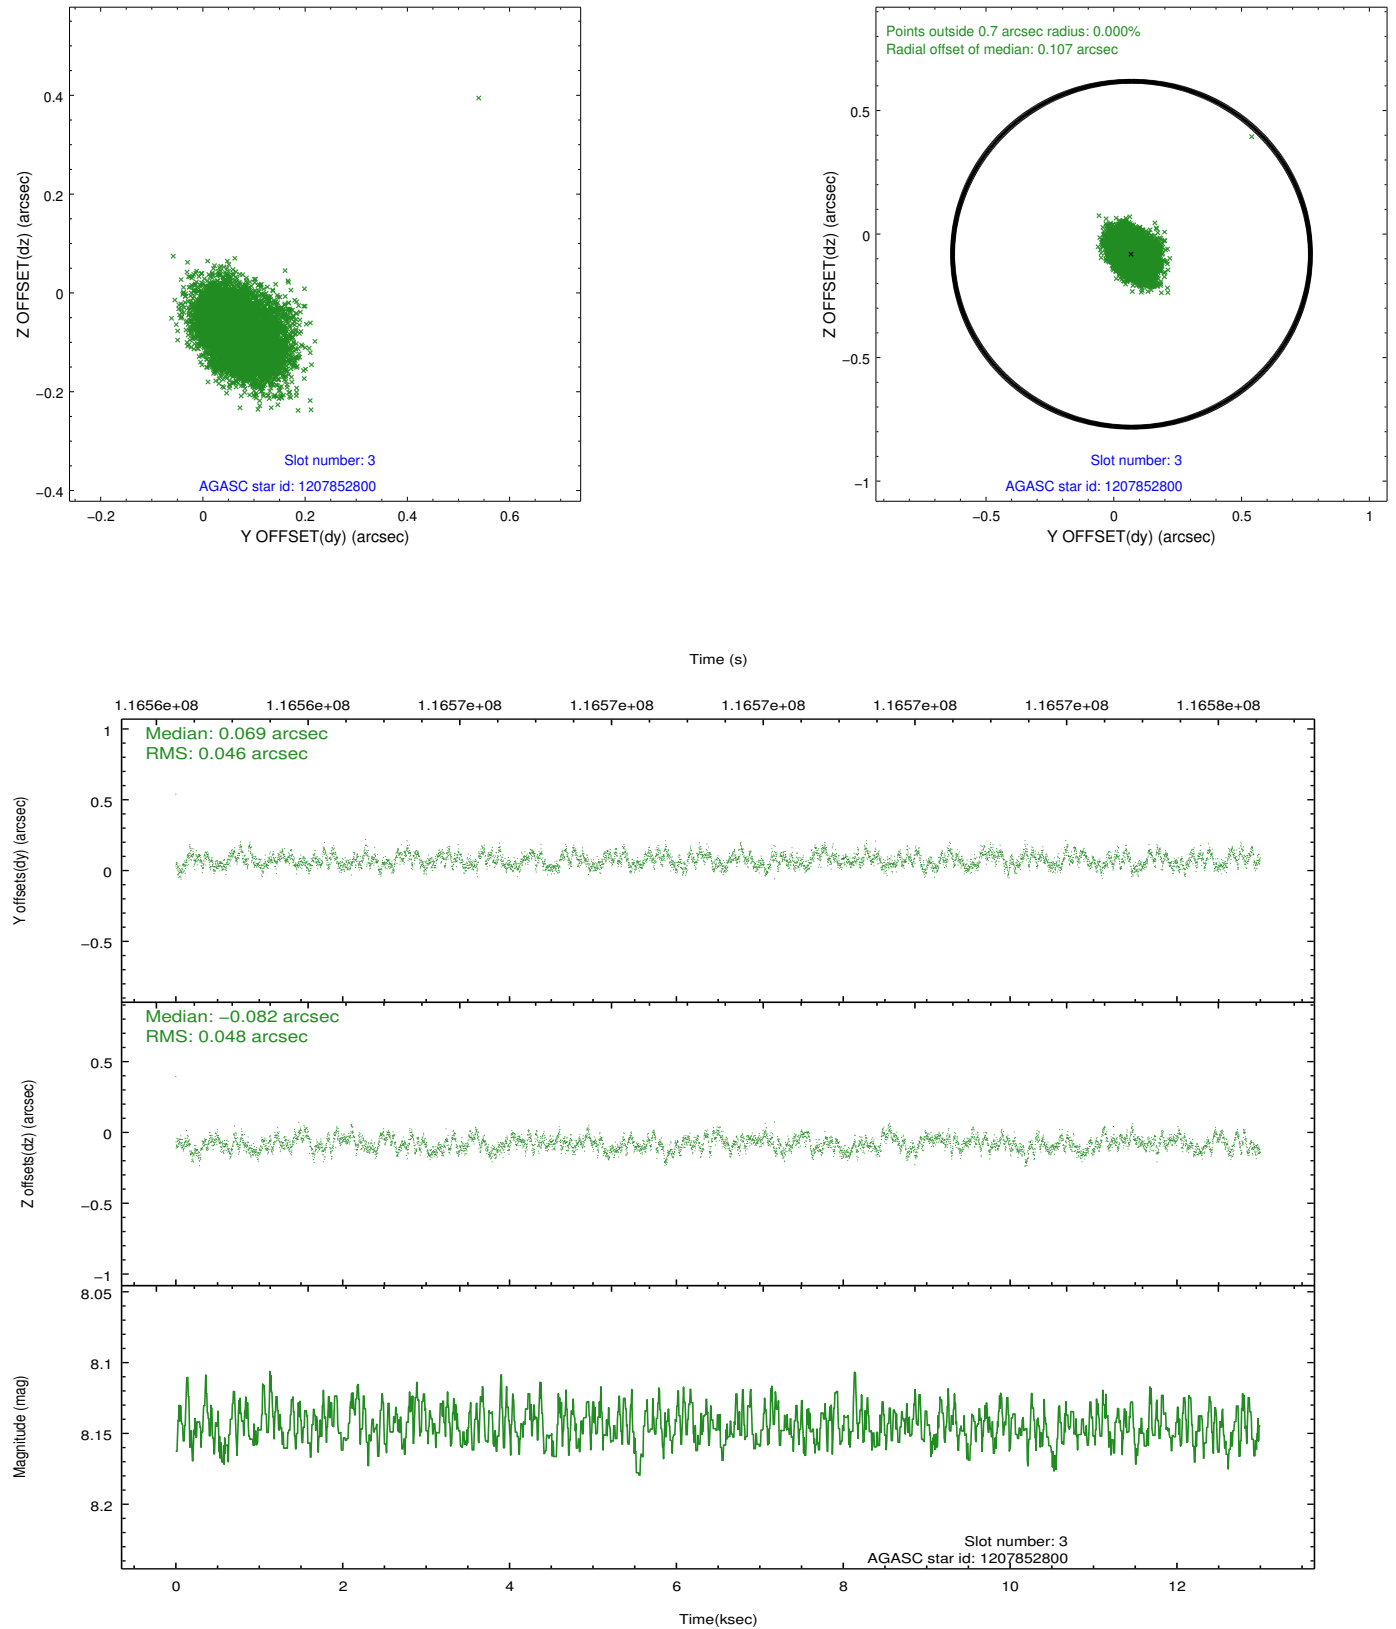 0.4
0.2
0
−0.2
−0.4
Z OFFSET(dz) (arcsec)
Slot number: 3
AGASC star id: 1207852800
−0.2
0
0.2
0.4
0.6
Y OFFSET(dy) (arcsec)
Points outside 0.7 arcsec radius: 0.000%
Radial offset of median: 0.107 arcsec
0.5
0
−0.5
−1
Z OFFSET(dz) (arcsec)
Slot number: 3
AGASC star id: 1207852800
−0.5
0
0.5
1
Y OFFSET(dy) (arcsec)
Time (s)
1.1656e+08
1.1656e+08
1.1657e+08
1.1657e+08
1.1657e+08
1.1657e+08
1.1657e+08
1.1658e+08
Median: 0.069 arcsec
RMS: 0.046 arcsec
1
0.5
0
−0.5
Y offsets(dy) (arcsec)
Median: −0.082 arcsec
RMS: 0.048 arcsec
0.5
0
−0.5
−1
Z offsets(dz) (arcsec)
8.05
8.1
8.15
8.2
Magnitude (mag)
Slot number: 3
AGASC star id: 1207852800
0
2
4
6
8
10
12
Time(ksec)